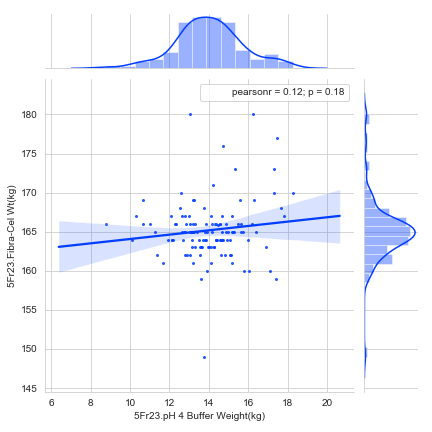 pearsonr = 0.12; p = 0.18
180
175
170
165
160
155
150
145
5Fr23.Fibra-Cel Wt(kg)
6 8 10 12 14 16 18 20
5Fr23.pH 4 Buffer Weight(kg)